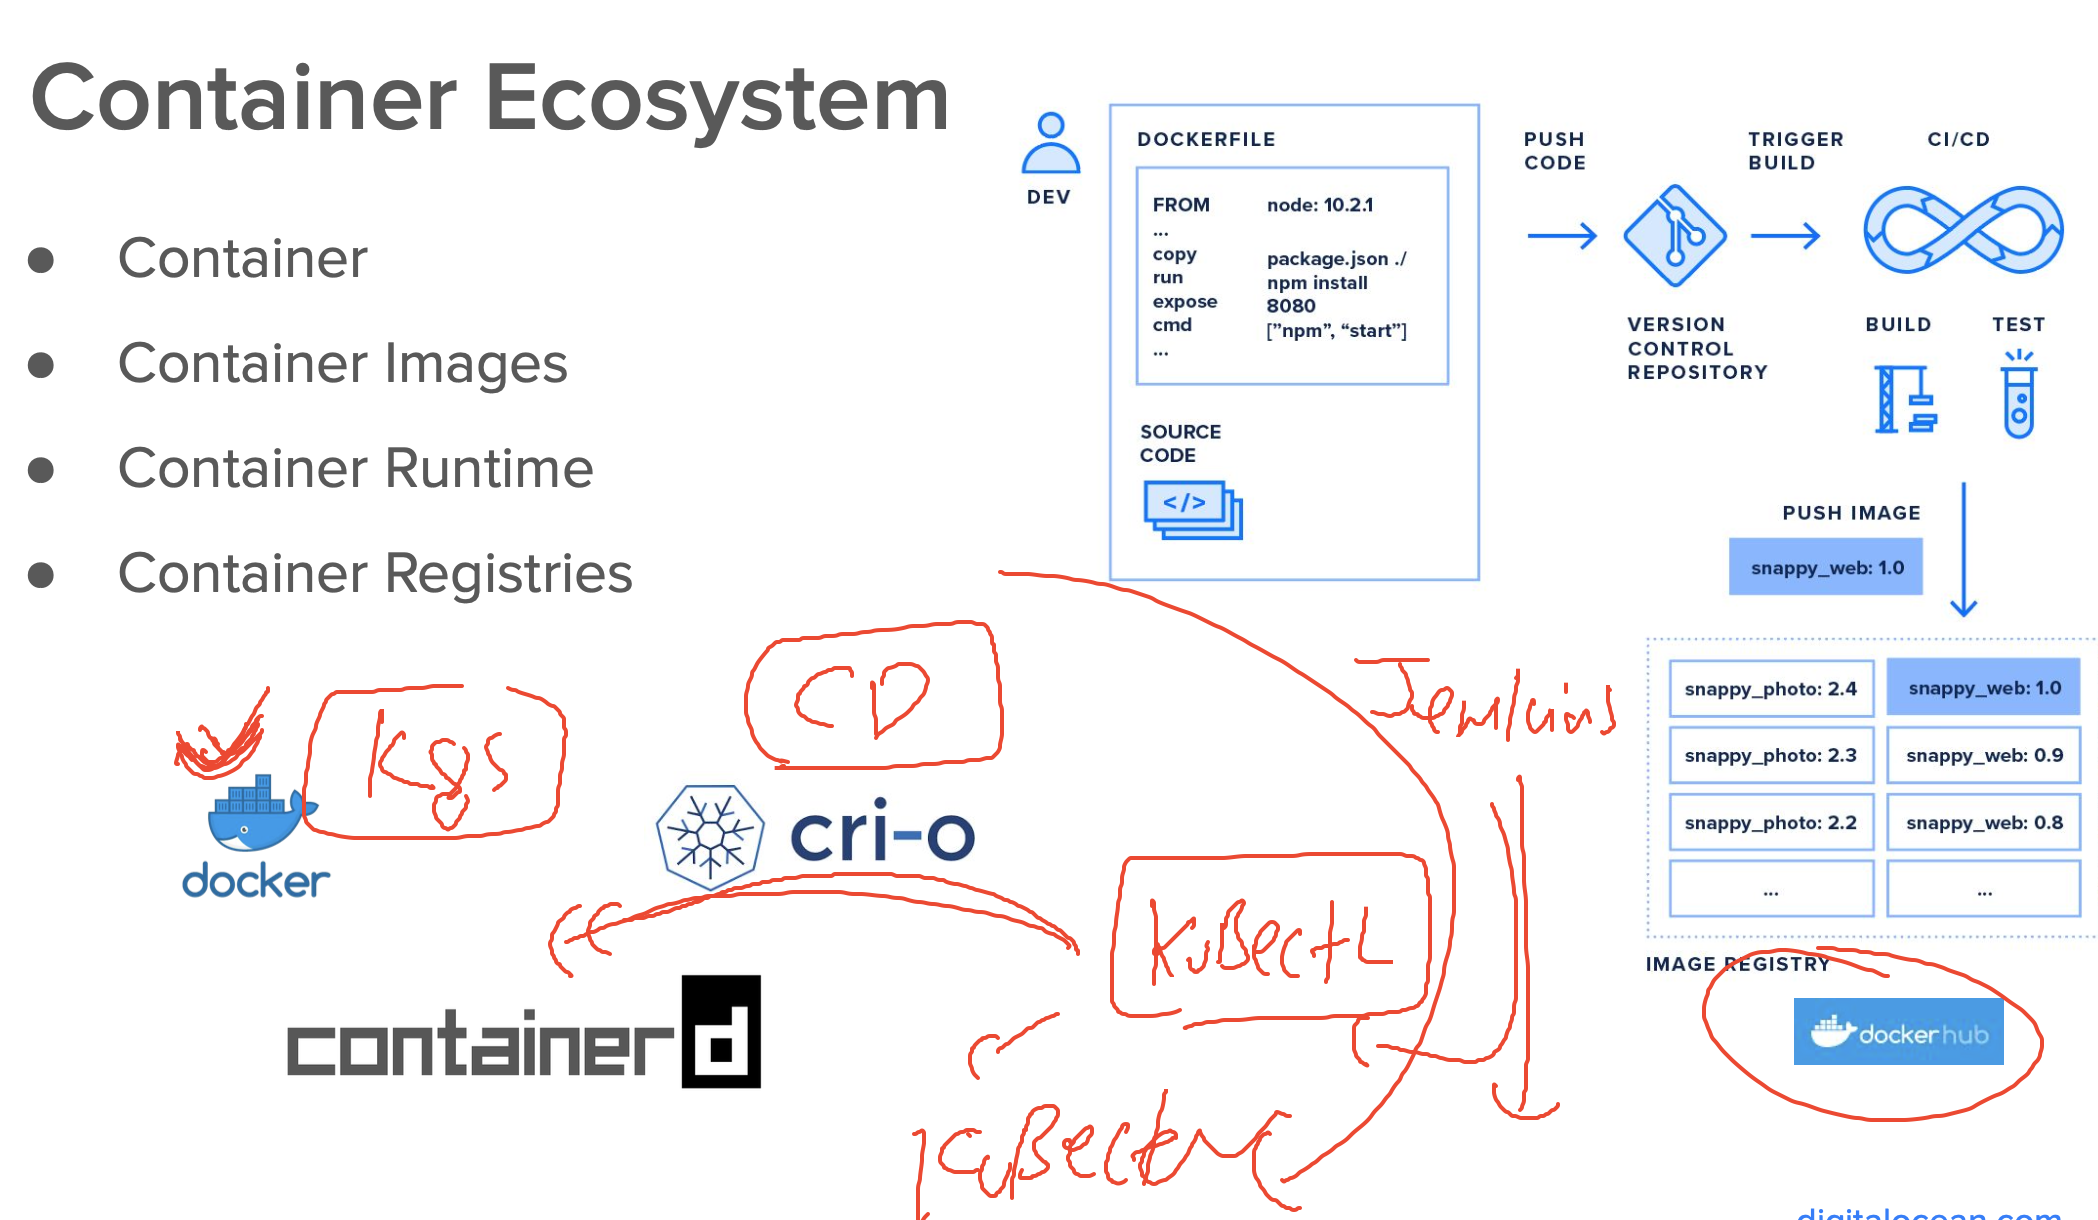 Container Ecosystem
● Container
● Container Images
● Container Runtime
● Container Registries
DEV
DOCKERFILE
FROM node: 10.2.1
...
copy package.json ./
run npm install
expose 8080
cmd ["npm", “start”]
...
SOURCE
CODE
</>
PUSH
CODE
VERSION
CONTROL
REPOSITORY
TRIGGER
BUILD
CI/CD
BUILD
TEST
PUSH IMAGE
snappy_web: 1.0
snappy_photo: 2.4
snappy_web: 1.0
snappy_photo: 2.3
snappy_web: 0.9
snappy_photo: 2.2
snappy_web: 0.8
...
...
IMAGE REGISTRY
dockerhub
K8s
CD
Jenkins
docker
cri-o
KuBectL
containerd
digitalocean.com